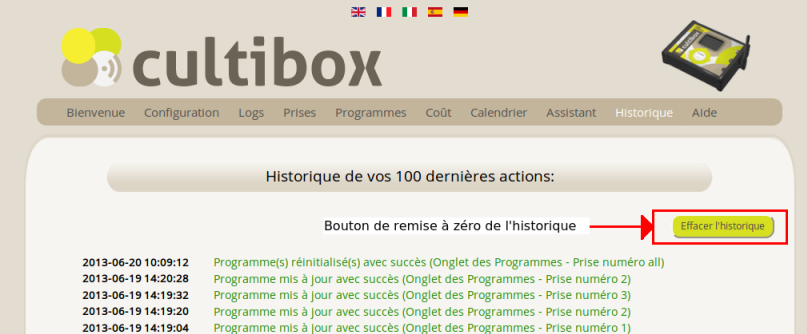 cultibox
Bienvenue Configuration Logs Prises Programmes Coût Calendrier Assistant Historique Aide
Historique de vos 100 dernières actions:
Bouton de remise à zéro de l'historique Effacer l'historique
2013-06-20 10:09:12 Programme(s) réinitialisé(s) avec succès (Onglet des Programmes - Prise numéro all)
2013-06-19 14:20:28 Programme mis à jour avec succès (Onglet des Programmes - Prise numéro 2)
2013-06-19 14:19:32 Programme mis à jour avec succès (Onglet des Programmes - Prise numéro 3)
2013-06-19 14:19:20 Programme mis à jour avec succès (Onglet des Programmes - Prise numéro 2)
2013-06-19 14:19:04 Programme mis à jour avec succès (Onglet des Programmes - Prise numéro 1)